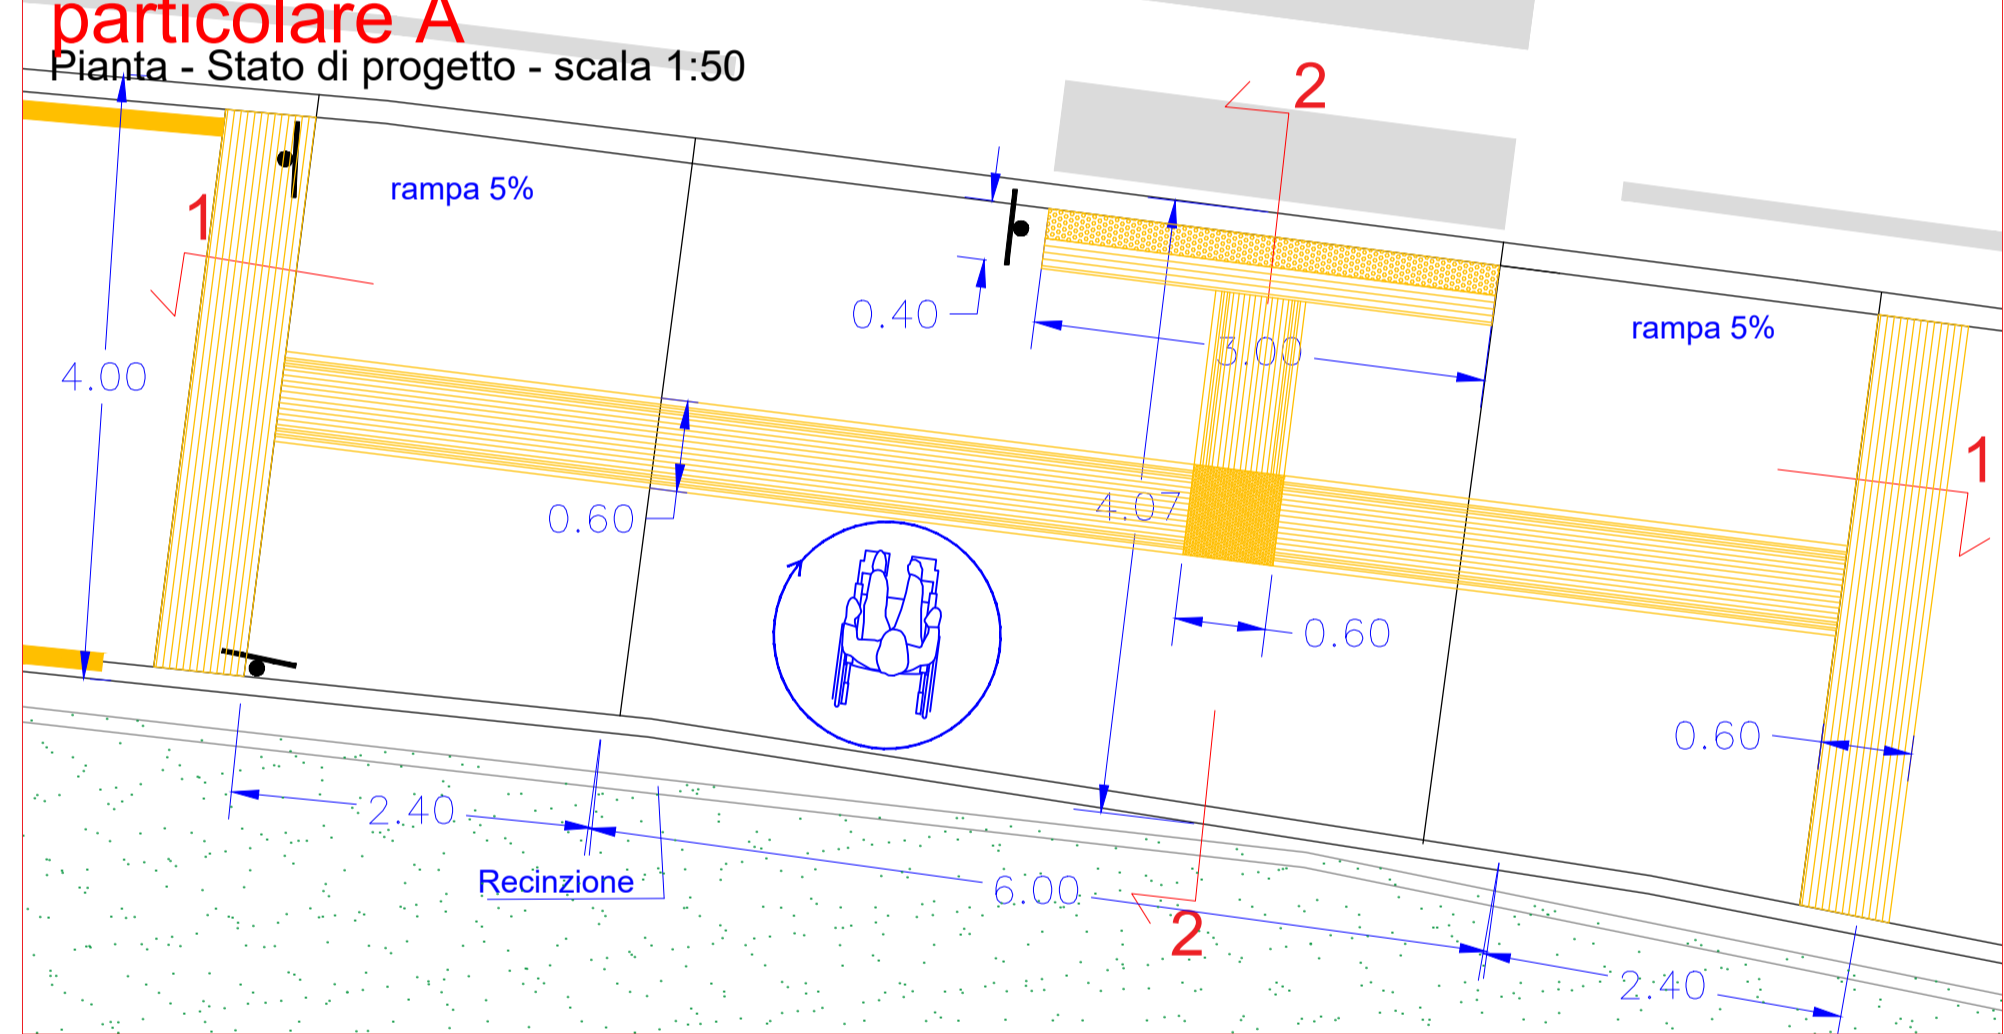 particolare A
Pianta - Stato di progetto - scala 1:50
2
rampa 5%
1
0.40
3.00
rampa 5%
4.00
1
0.60
4.07
0.60
0.60
2.40
Recinzione
6.00
2
2.40